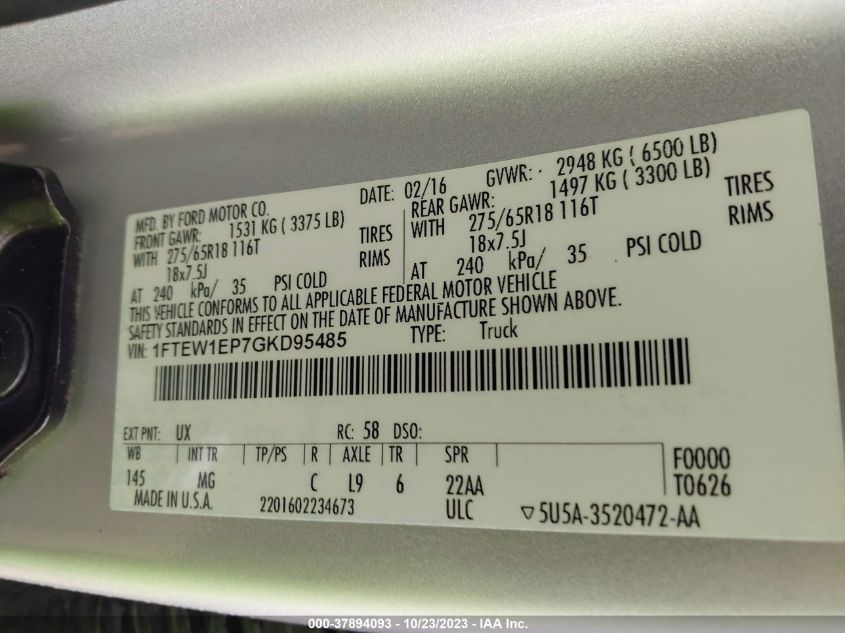 MFD. BY FORD MOTOR CO.
DATE: 02/16 GVWR: 2948 KG ( 6500 LB)
FRONT GAWR: 1531 KG ( 3375 LB)
REAR GAWR: 1497 KG ( 3300 LB)
WITH 275/65R18 116T TIRES
WITH 275/65R18 116T TIRES
18x7.5J RIMS
18x7.5J RIMS
AT 240 kPa/ 35 PSI COLD
AT 240 kPa/ 35 PSI COLD
THIS VEHICLE CONFORMS TO ALL APPLICABLE FEDERAL MOTOR VEHICLE
SAFETY STANDARDS IN EFFECT ON THE DATE OF MANUFACTURE SHOWN ABOVE.
VIN: 1FTEW1EP7GKD95485 TYPE: Truck
EXT PNT: UX RC: 58 DSO:
WB INT TR TP/PS R AXLE TR SPR F0000
145 MG C L9 6 22AA T0626
MADE IN U.S.A. 2201602234673 ULC ▽5U5A-3520472-AA
000-37894093 - 10/23/2023 - IAA Inc.